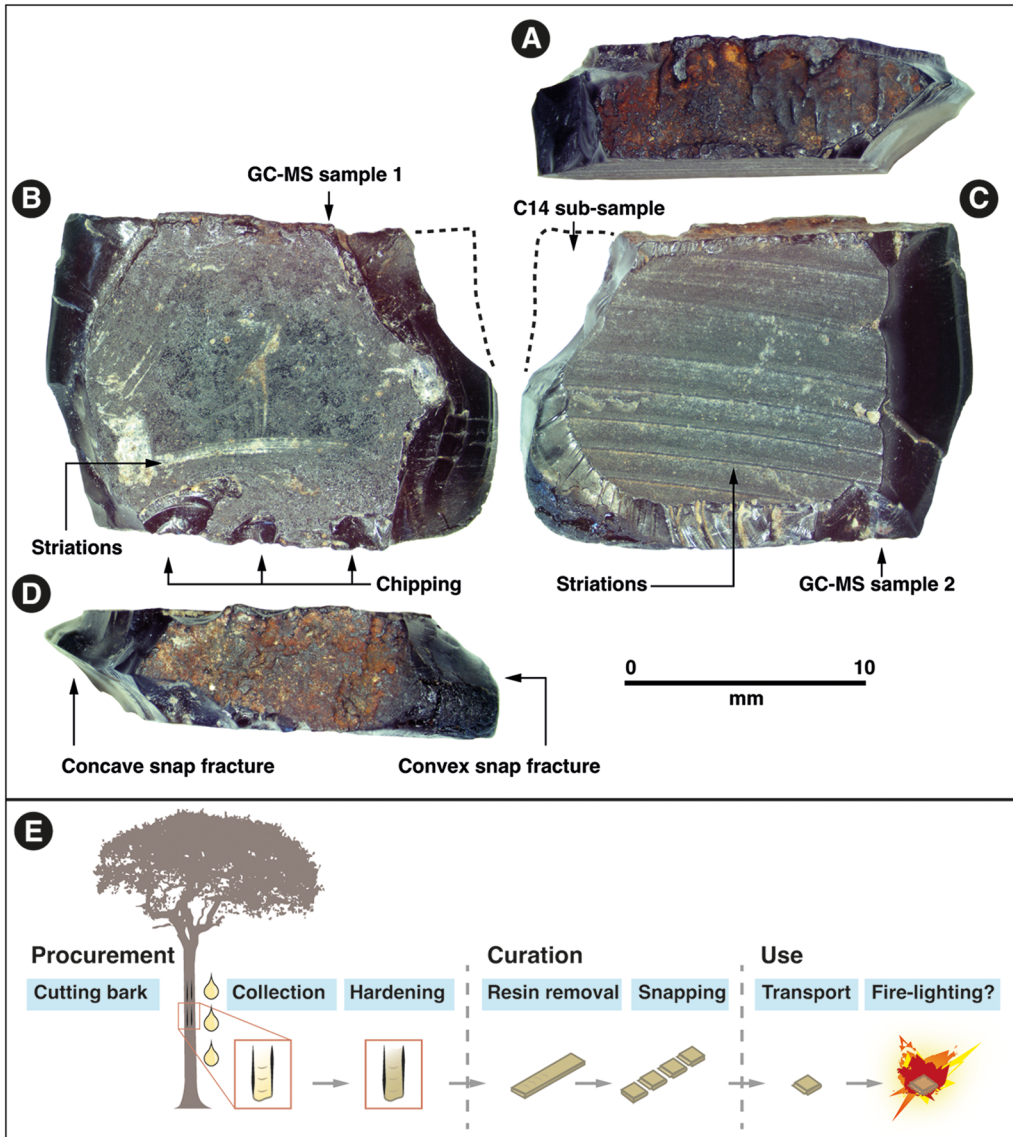 A
GC-MS sample 1
B
C14 sub-sample
C
Striations
Chipping
Striations
GC-MS sample 2
D
0 10
mm
Concave snap fracture
Convex snap fracture
E
Procurement
Curation
Use
Cutting bark
Collection
Hardening
Resin removal
Snapping
Transport
Fire-lighting?